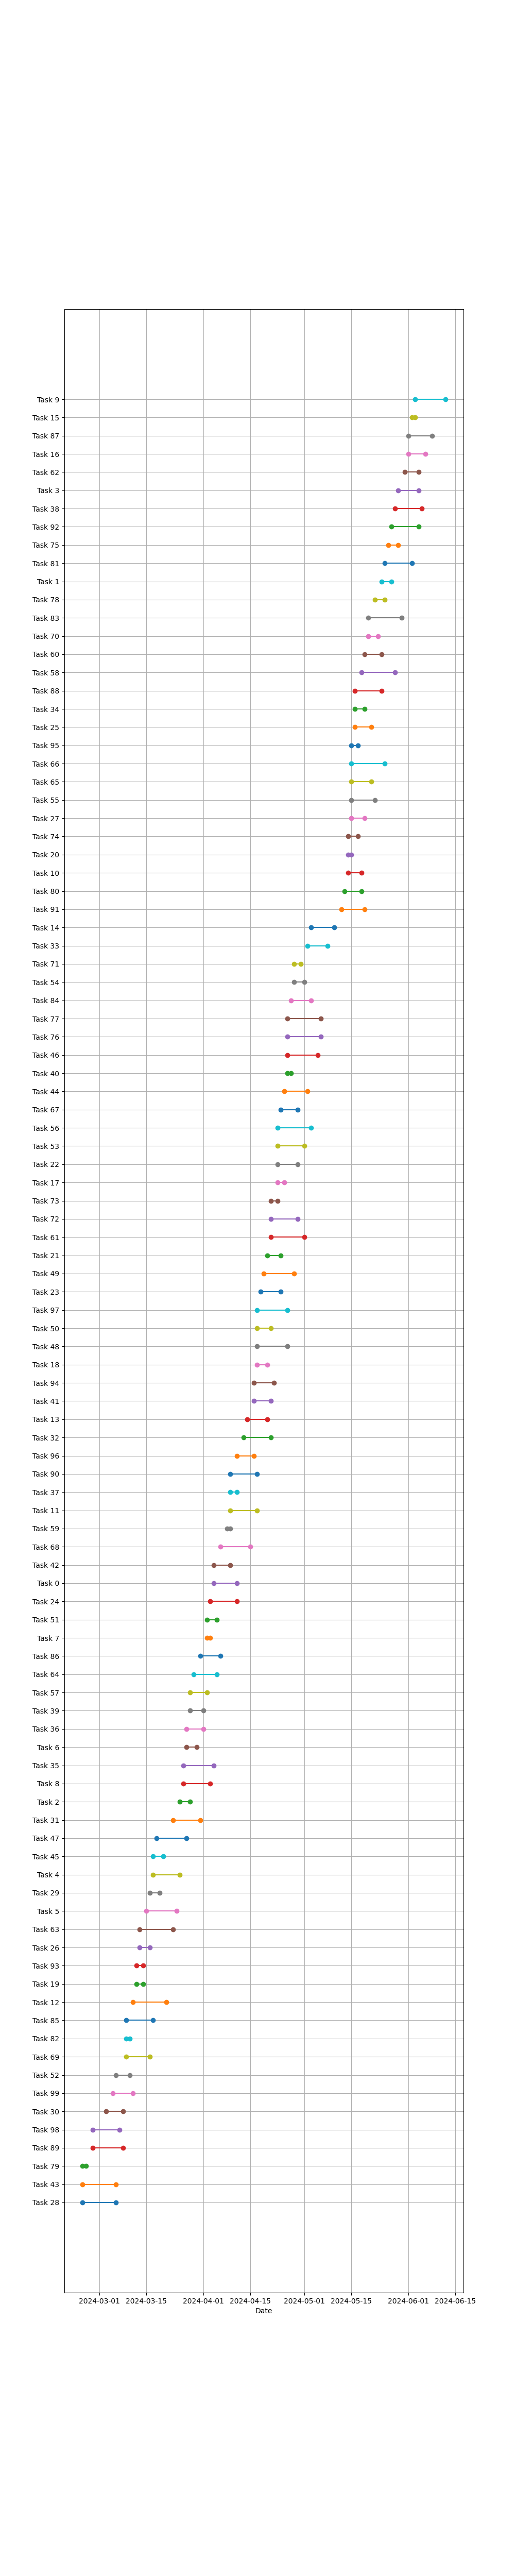 Task 9
Task 15
Task 87
Task 16
Task 62
Task 3
Task 38
Task 92
Task 75
Task 81
Task 1
Task 78
Task 83
Task 70
Task 60
Task 58
Task 88
Task 34
Task 25
Task 95
Task 66
Task 65
Task 55
Task 27
Task 74
Task 20
Task 10
Task 80
Task 91
Task 14
Task 33
Task 71
Task 54
Task 84
Task 77
Task 76
Task 46
Task 40
Task 44
Task 67
Task 56
Task 53
Task 22
Task 17
Task 73
Task 72
Task 61
Task 21
Task 49
Task 23
Task 97
Task 50
Task 48
Task 18
Task 94
Task 41
Task 13
Task 32
Task 96
Task 90
Task 37
Task 11
Task 59
Task 68
Task 42
Task 0
Task 24
Task 51
Task 7
Task 86
Task 64
Task 57
Task 39
Task 36
Task 6
Task 35
Task 8
Task 2
Task 31
Task 47
Task 45
Task 4
Task 29
Task 5
Task 63
Task 26
Task 93
Task 19
Task 12
Task 85
Task 82
Task 69
Task 52
Task 99
Task 30
Task 98
Task 89
Task 79
Task 43
Task 28
2024-03-01 2024-03-15 2024-04-01 2024-04-15 2024-05-01 2024-05-15 2024-06-01 2024-06-15
Date